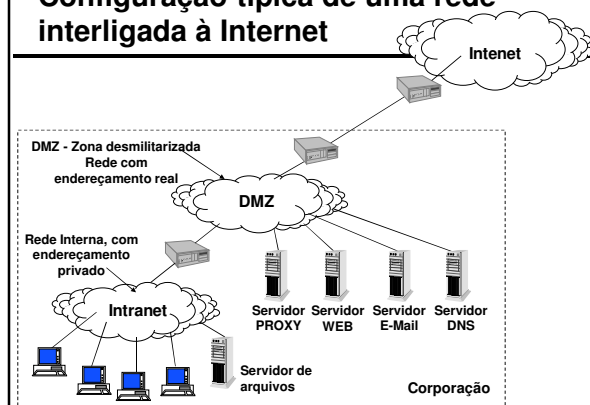 Configuração típica de uma rede
interligada à Internet
Intenet
DMZ - Zona desmilitarizada
Rede com
endereçamento real
DMZ
Rede Interna, com
endereçamento
privado
Intranet
Servidor PROXY
Servidor WEB
Servidor E-Mail
Servidor DNS
Servidor de
arquivos
Corporação